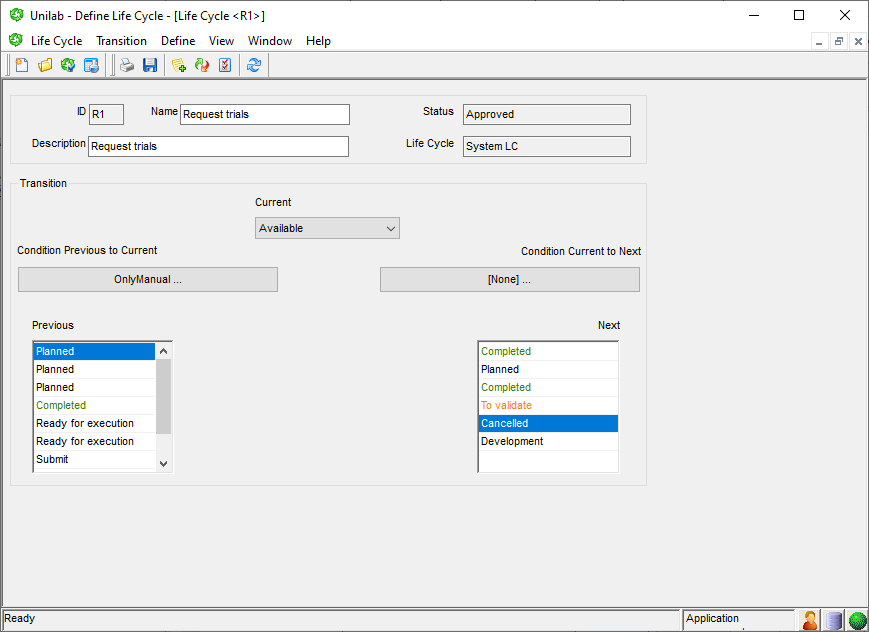 Unilab - Define Life Cycle - [Life Cycle <R1>]
Life Cycle Transition Define View Window Help
ID R1 Name Request trials Status Approved
Description Request trials Life Cycle System LC
Transition
Current
Available
Condition Previous to Current Condition Current to Next
OnlyManual ... [None] ...
Previous Next
Planned Completed
Planned Planned
Planned Completed
Completed To validate
Ready for execution Cancelled
Ready for execution Development
Submit
Ready Application